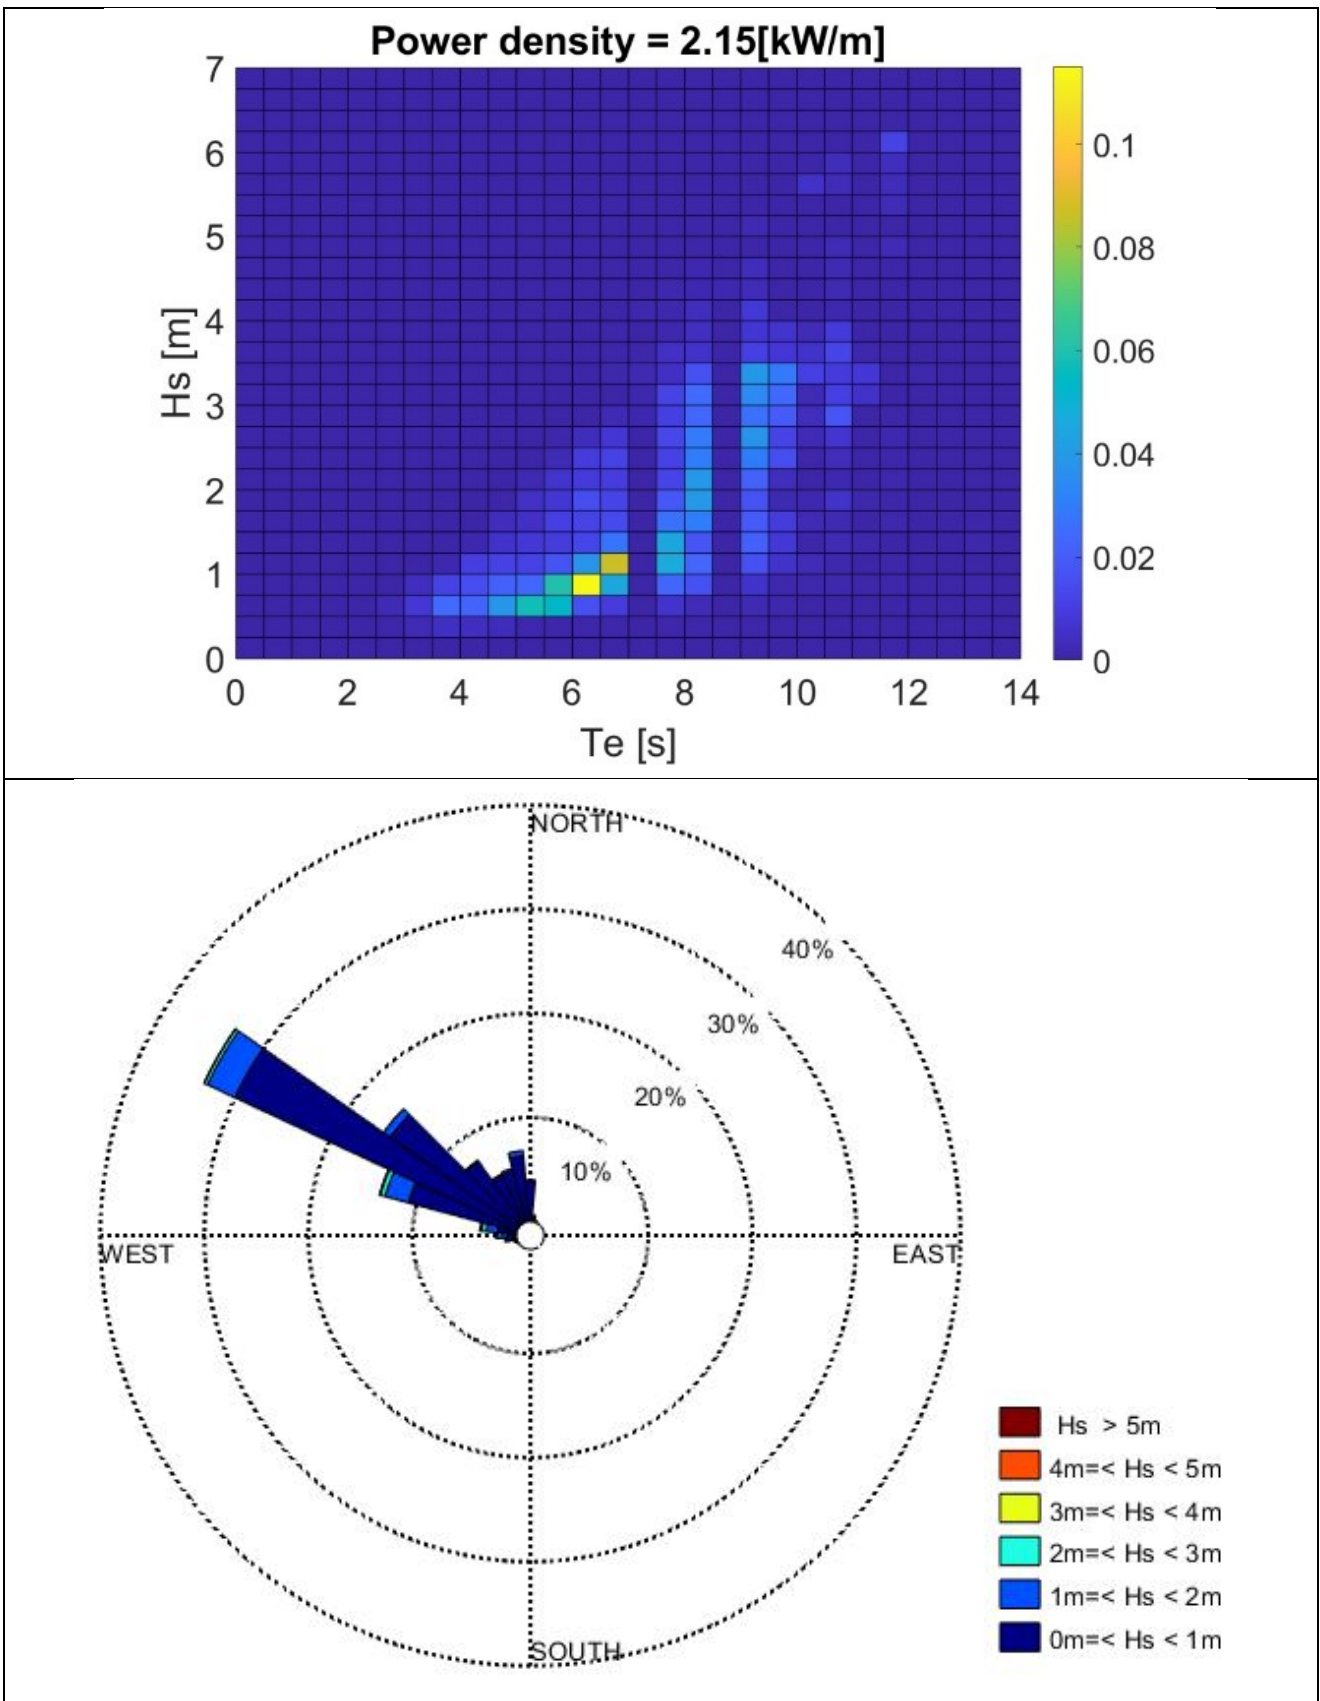 Power density = 2.15[kW/m]
7
6
5
4
3
2
1
0
Hs [m]
0 2 4 6 8 10 12 14
Te [s]
0.1
0.08
0.06
0.04
0.02
0
NORTH
40%
30%
20%
10%
WEST
EAST
SOUTH
Hs > 5m
4m=< Hs < 5m
3m=< Hs < 4m
2m=< Hs < 3m
1m=< Hs < 2m
0m=< Hs < 1m